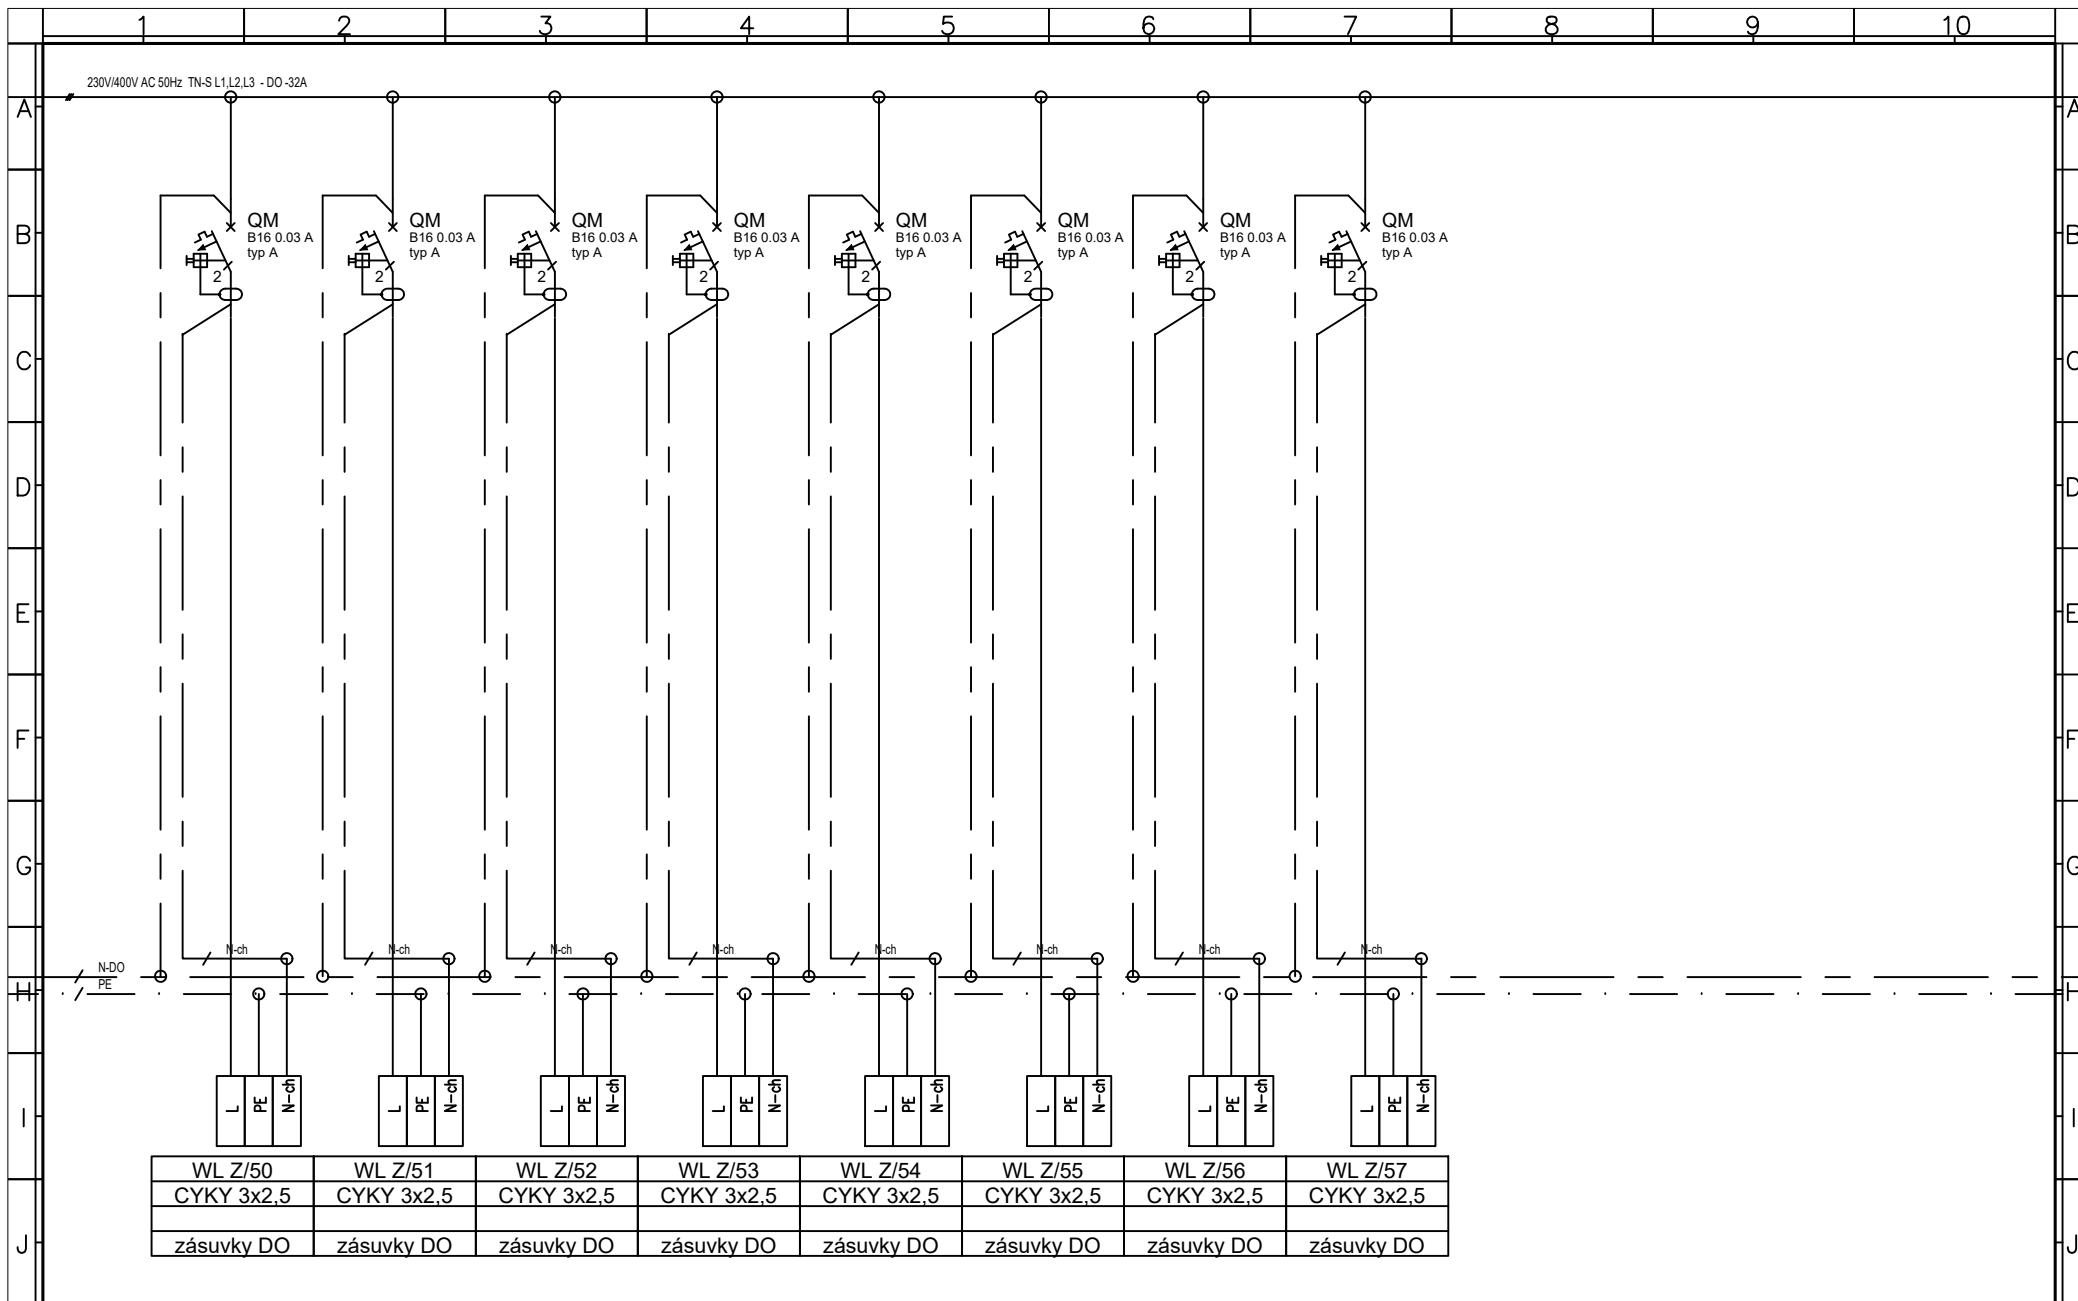 1 2 3 4 5 6 7 8 9 10
230V/400V AC 50Hz TN-S L1,L2,L3 - DO -32A
A A
QM QM QM QM QM QM QM QM
B16 0.03 A B16 0.03 A B16 0.03 A B16 0.03 A B16 0.03 A B16 0.03 A B16 0.03 A B16 0.03 A
typ A typ A typ A typ A typ A typ A typ A typ A
B B
2 2 2 2 2 2 2 2
C C
D D
E E
F F
G G
N-ch N-ch N-ch N-ch N-ch N-ch N-ch N-ch
N-DO
PE
H H
L PE N-ch L PE N-ch L PE N-ch L PE N-ch L PE N-ch L PE N-ch L PE N-ch L PE N-ch
I I
WL Z/50 WL Z/51 WL Z/52 WL Z/53 WL Z/54 WL Z/55 WL Z/56 WL Z/57
CYKY 3x2,5 CYKY 3x2,5 CYKY 3x2,5 CYKY 3x2,5 CYKY 3x2,5 CYKY 3x2,5 CYKY 3x2,5 CYKY 3x2,5
J J
zásuvky DO zásuvky DO zásuvky DO zásuvky DO zásuvky DO zásuvky DO zásuvky DO zásuvky DO